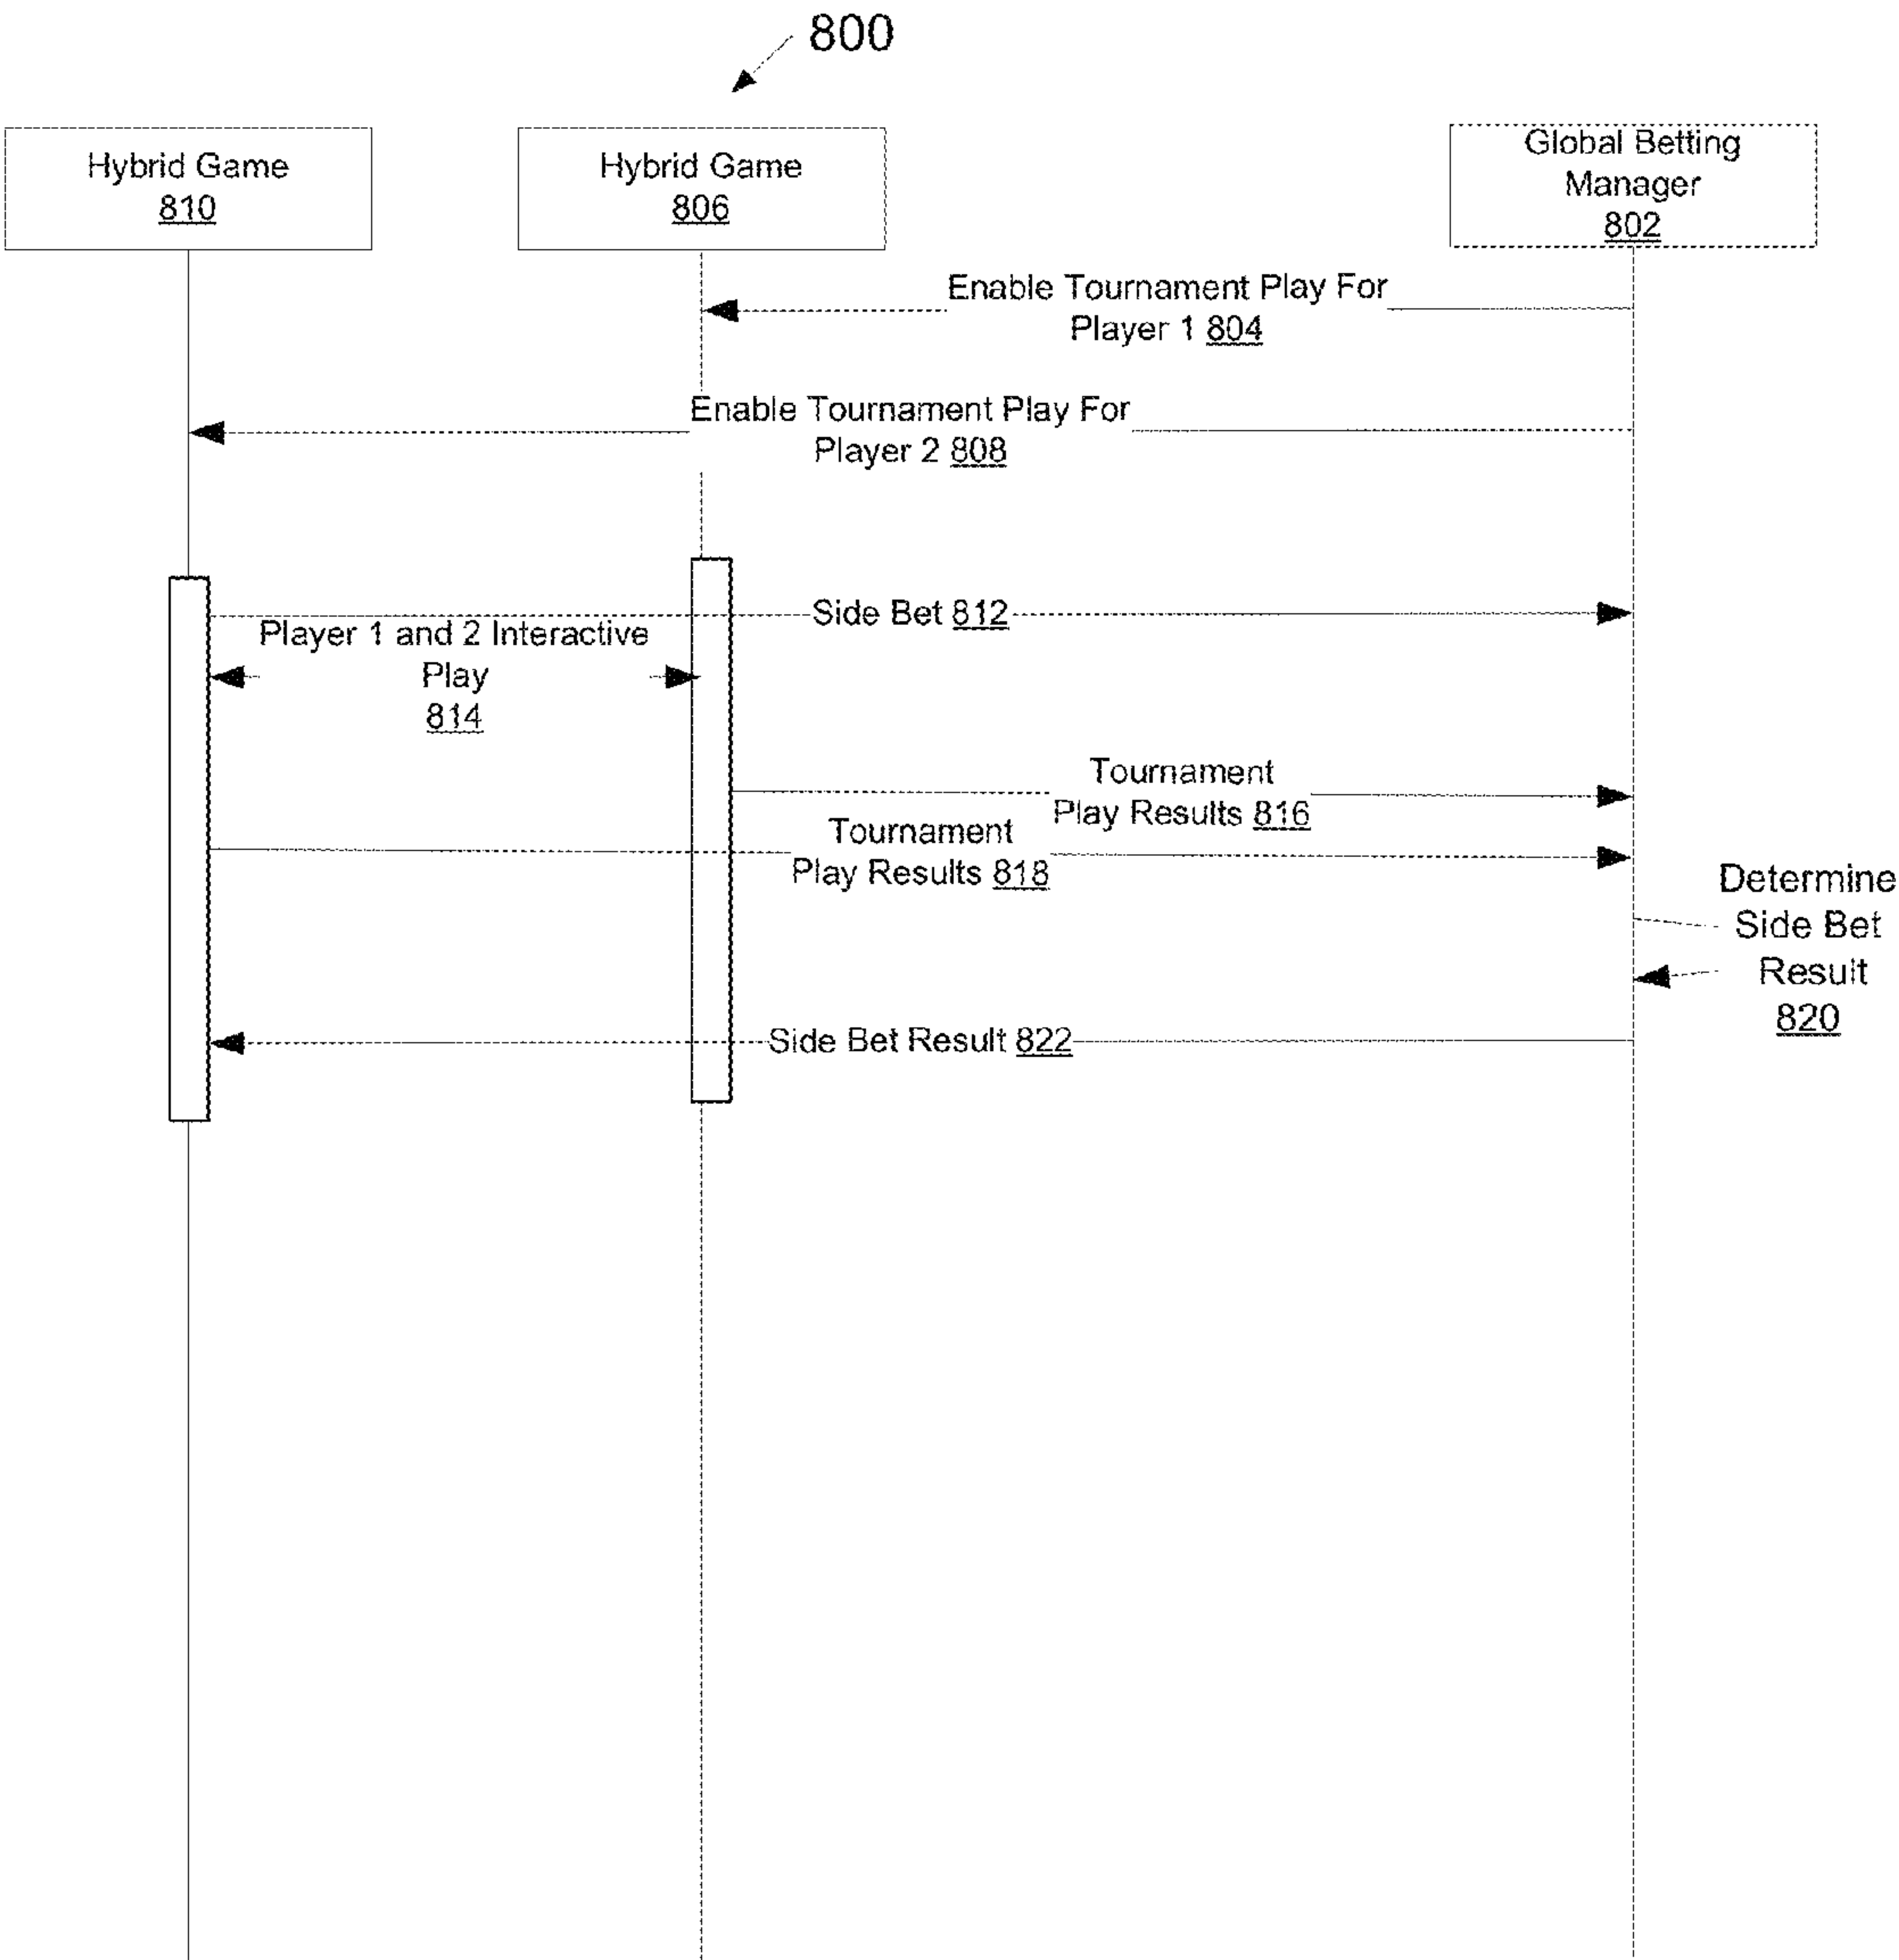 800
Hybrid Game
810
Hybrid Game
806
Global Betting
Manager
802
Enable Tournament Play For
Player 1 804
Enable Tournament Play For
Player 2 808
Side Bet 812
Player 1 and 2 Interactive
Play
814
Tournament
Play Results 816
Tournament
Play Results 818
Determine
Side Bet
Result
820
Side Bet Result 822